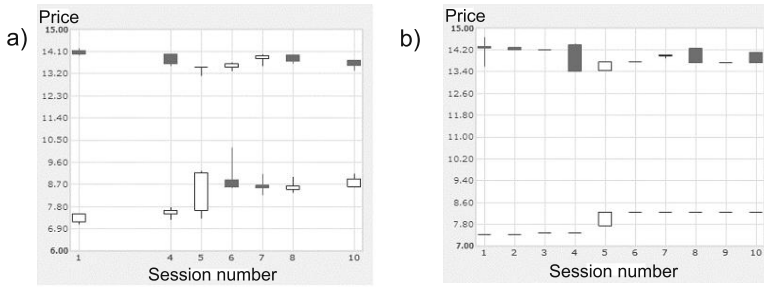 a)
Price
15.00
14.10
13.20
12.30
11.40
10.50
9.60
8.70
7.80
6.90
6.00
1 4 5 6 7 8 10
Session number
b)
Price
15.00
14.20
13.40
12.60
11.80
11.00
10.20
9.40
8.60
7.80
7.00
1 2 3 4 5 6 7 8 9 10
Session number